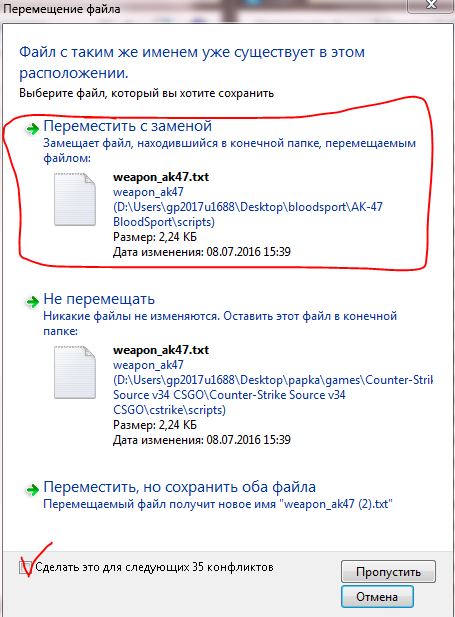 Перемещение файла
Файл с таким же именем уже существует в этом
расположении.
Выберите файл, который вы хотите сохранить
Переместить с заменой
Замещает файл, находившийся в конечной папке, перемещаемым
файлом:
weapon_ak47.txt
weapon_ak47
(D:\Users\gp2017u1688\Desktop\bloodsport\AK-47
BloodSport\scripts)
Размер: 2,24 КБ
Дата изменения: 08.07.2016 15:39
Не перемещать
Никакие файлы не изменяются. Оставить этот файл в конечной
папке:
weapon_ak47.txt
weapon_ak47
(D:\Users\gp2017u1688\Desktop\papka\games\Counter-Strik
Source v34 CSGO\Counter-Strike Source v34
CSGO\cstrike\scripts)
Размер: 2,24 КБ
Дата изменения: 08.07.2016 15:39
Переместить, но сохранить оба файла
Перемещаемый файл получит новое имя "weapon_ak47 (2).txt"
Сделать это для следующих 35 конфликтов
Пропустить
Отмена